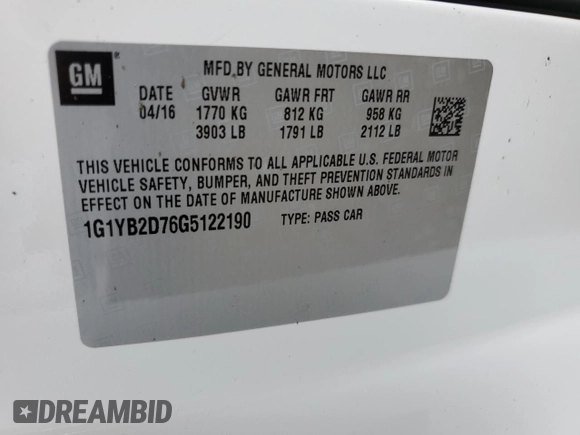 GM
MFD.BY GENERAL MOTORS LLC
DATE GVWR GAWR FRT GAWR RR
04/16 1770 KG 812 KG 958 KG
3903 LB 1791 LB 2112 LB
THIS VEHICLE CONFORMS TO ALL APPLICABLE U.S. FEDERAL MOTOR
VEHICLE SAFETY, BUMPER, AND THEFT PREVENTION STANDARDS IN
EFFECT ON THE DATE OF MANUFACTURE SHOWN ABOVE.
1G1YB2D76G5122190 TYPE: PASS CAR
DREAMBID